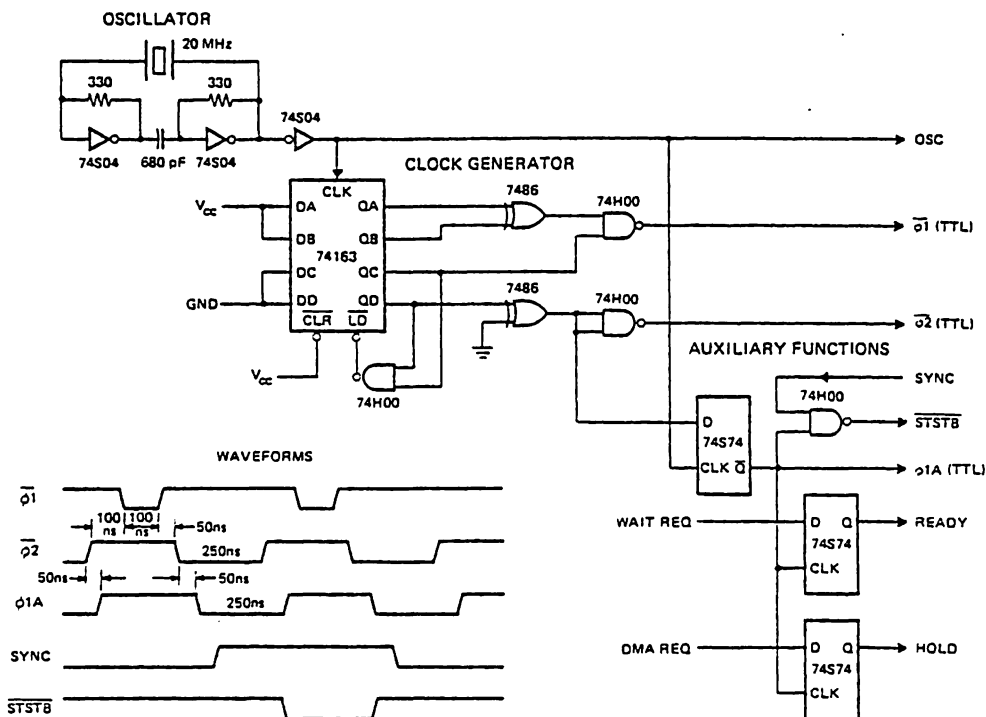 OSCILLATOR
20 MHz
330
330
74S04
74S04
680 pF
74S04
OSC
CLOCK GENERATOR
CLK
7486
74H00
V_CC
DA
QA
DB
QB
φ1 (TTL)
74163
DC
QC
GND
DD
QD
7486
74H00
CLR
LD
φ2 (TTL)
AUXILIARY FUNCTIONS
V_CC
74H00
SYNC
74H00
D
STSTB
74S74
WAVEFORMS
CLK
Q
φ1A (TTL)
φ1
100 ns
100 ns
50ns
WAIT REQ
D
Q
READY
φ2
250ns
74S74
50ns
50ns
CLK
φ1A
250ns
SYNC
DMA REQ
D
Q
HOLD
74S74
STSTB
CLK